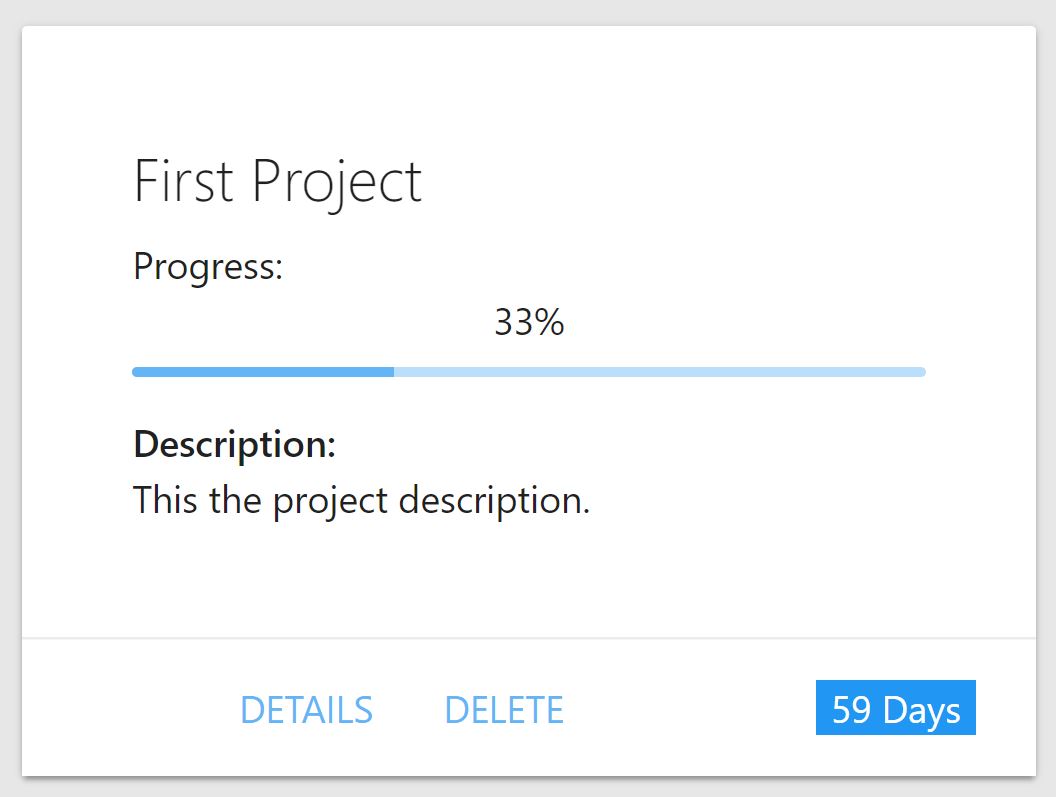 First Project
Progress:
33%
Description:
This the project description.
DETAILS DELETE 59 Days